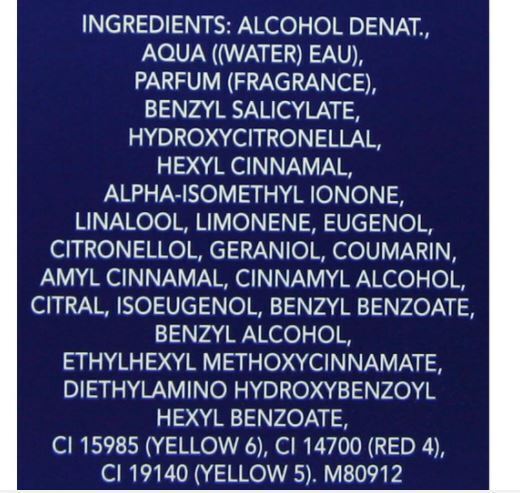 INGREDIENTS: ALCOHOL DENAT.,
AQUA ((WATER) EAU),
PARFUM (FRAGRANCE),
BENZYL SALICYLATE,
HYDROXYCITRONELLAL,
HEXYL CINNAMAL,
ALPHA-ISOMETHYL IONONE,
LINALOOL, LIMONENE, EUGENOL,
CITRONELLOL, GERANIOL, COUMARIN,
AMYL CINNAMAL, CINNAMYL ALCOHOL,
CITRAL, ISOEUGENOL, BENZYL BENZOATE,
BENZYL ALCOHOL,
ETHYLHEXYL METHOXYCINNAMATE,
DIETHYLAMINO HYDROXYBENZOYL
HEXYL BENZOATE,
CI 15985 (YELLOW 6), CI 14700 (RED 4),
CI 19140 (YELLOW 5). M80912